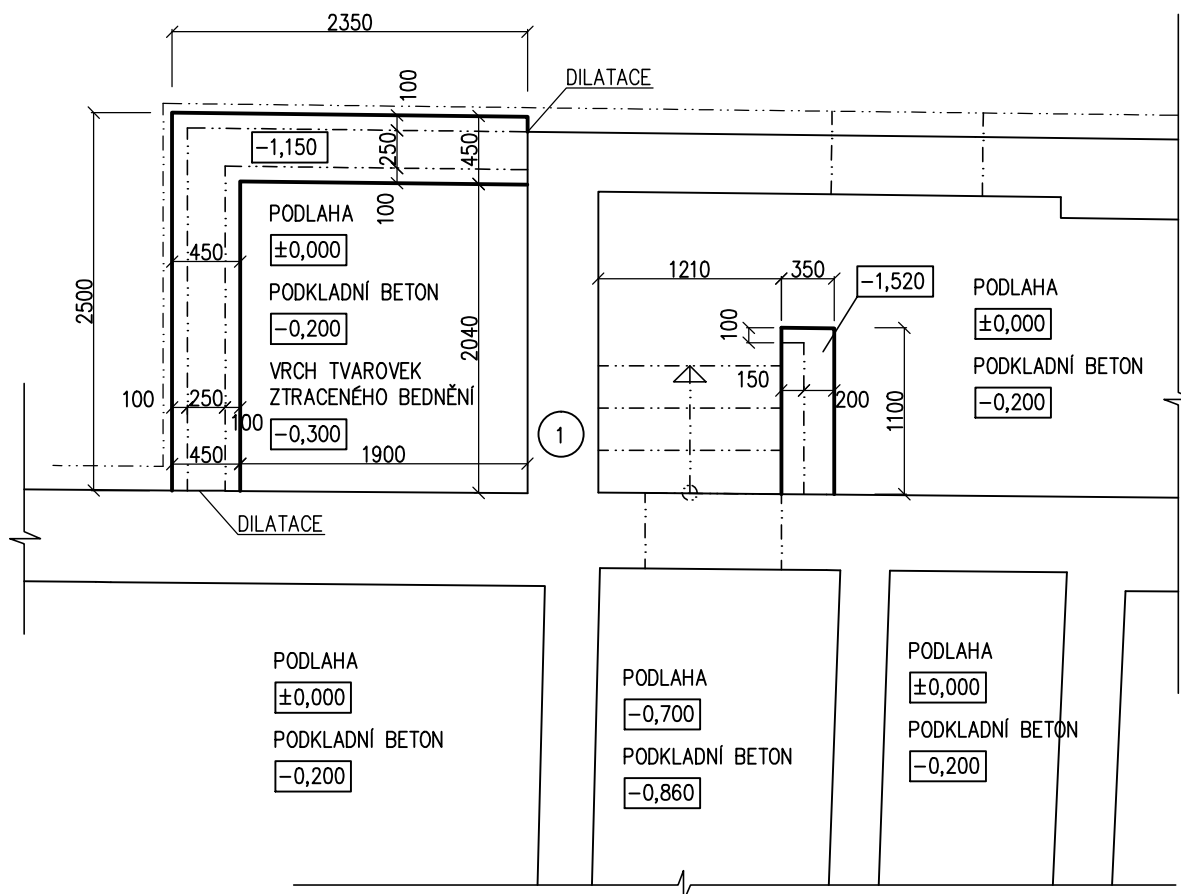 2350
100
DILATACE
-1,150
250
450
100
PODLAHA
±0,000
PODKLADNÍ BETON
-0,200
VRCH TVAROVEK
ZTRACENÉHO BEDNĚNÍ
-0,300
450
2500
2040
100
250
100
450
1900
DILATACE
1
1210
350
-1,520
100
150
200
1100
PODLAHA
±0,000
PODKLADNÍ BETON
-0,200
PODLAHA
±0,000
PODKLADNÍ BETON
-0,200
PODLAHA
-0,700
PODKLADNÍ BETON
-0,860
PODLAHA
±0,000
PODKLADNÍ BETON
-0,200